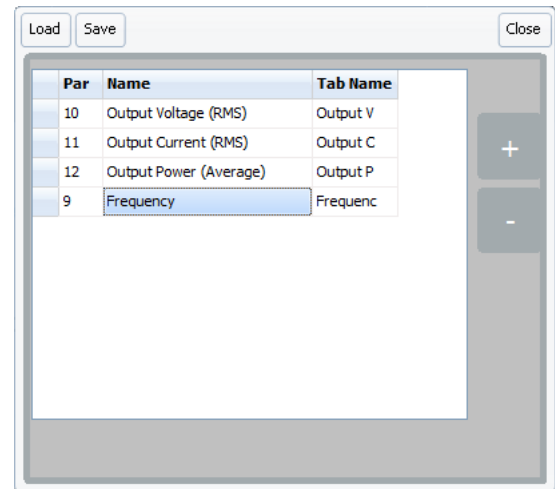 Load Save Close
Par Name Tab Name
10 Output Voltage (RMS) Output V
11 Output Current (RMS) Output C
+
12 Output Power (Average) Output P
9 Frequency Frequenc
-